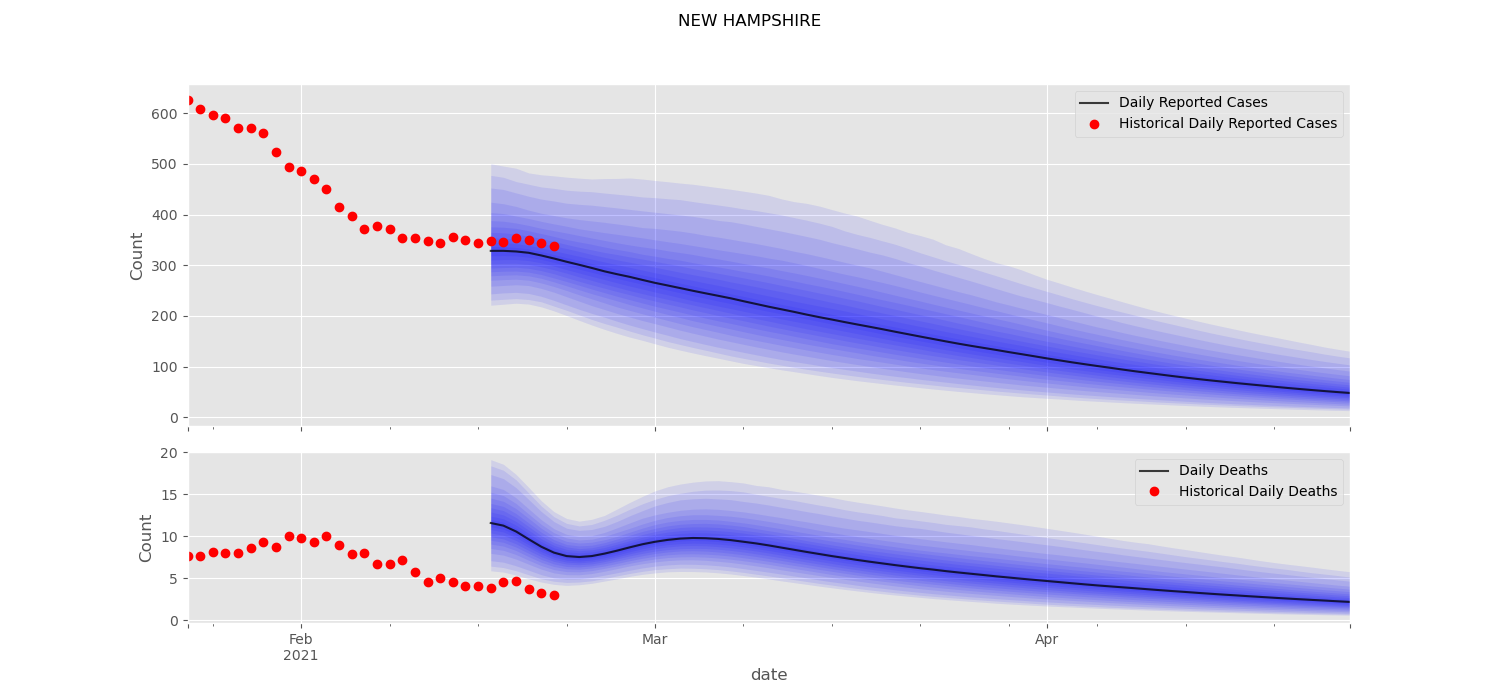 NEW HAMPSHIRE
Daily Reported Cases
Historical Daily Reported Cases
600
500
400
300
200
100
0
Count
Daily Deaths
Historical Daily Deaths
20
15
10
5
0
Count
Feb
2021
Mar
Apr
date